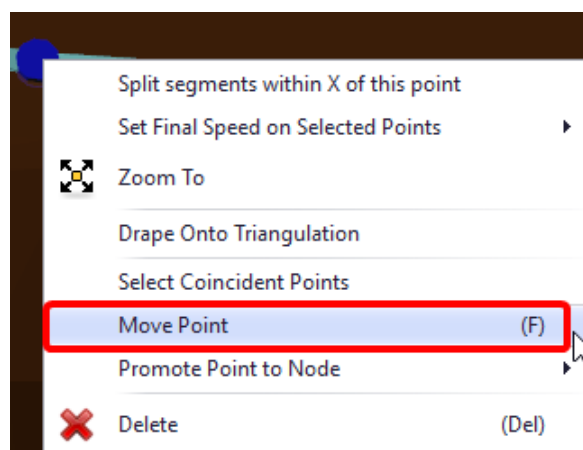 Split segments within X of this point
Set Final Speed on Selected Points
Zoom To
Drape Onto Triangulation
Select Coincident Points
Move Point (F)
Promote Point to Node
Delete (Del)